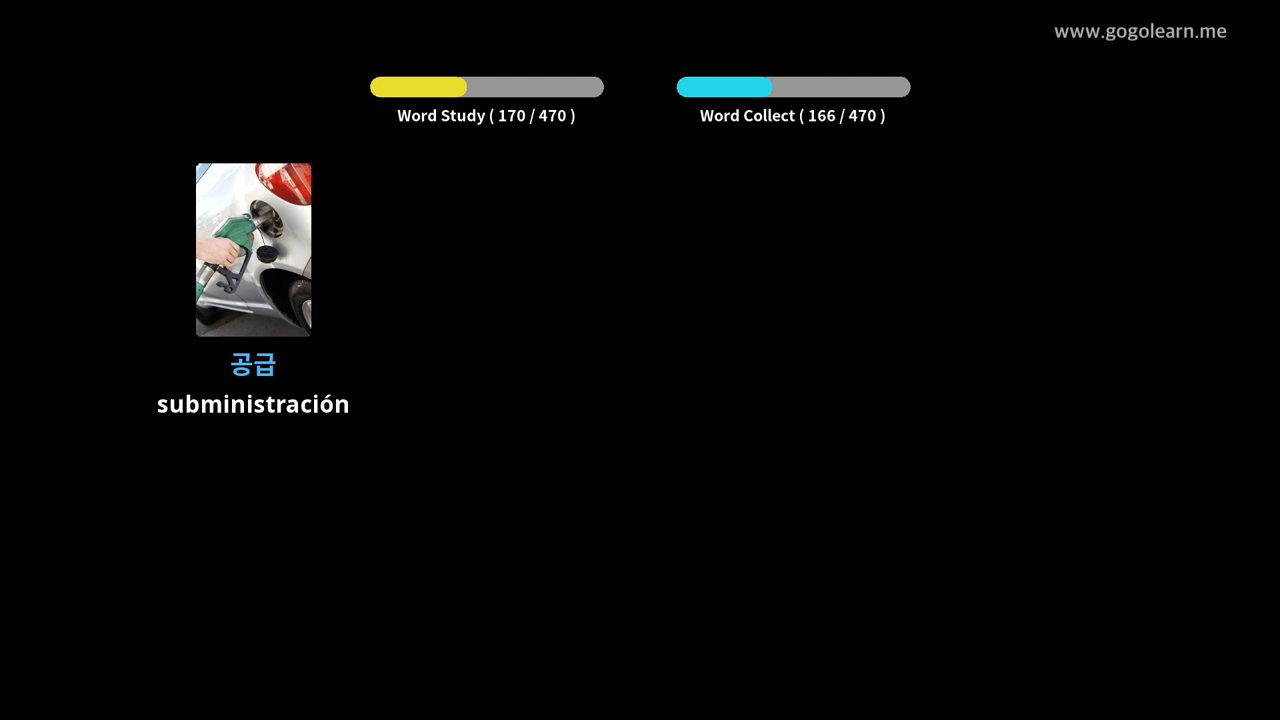 www.gogolearn.me
Word Study ( 170 / 470 )
Word Collect ( 166 / 470 )
공급
subministración